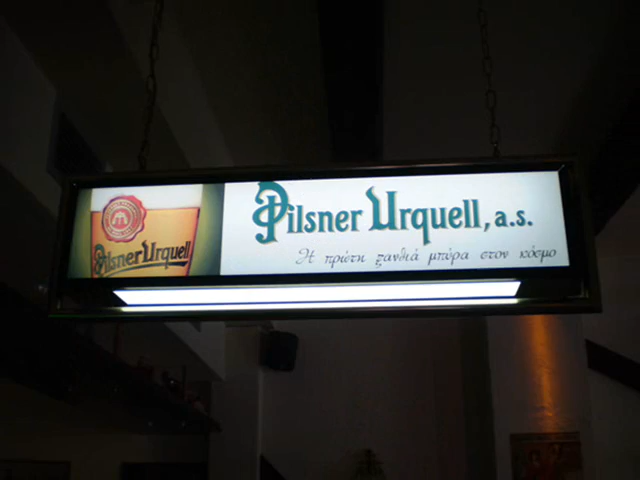 Pilsner Urquell
Pilsner Urquell, a.s.
Η πρώτη ξανθιά μπύρα στον κόσμο